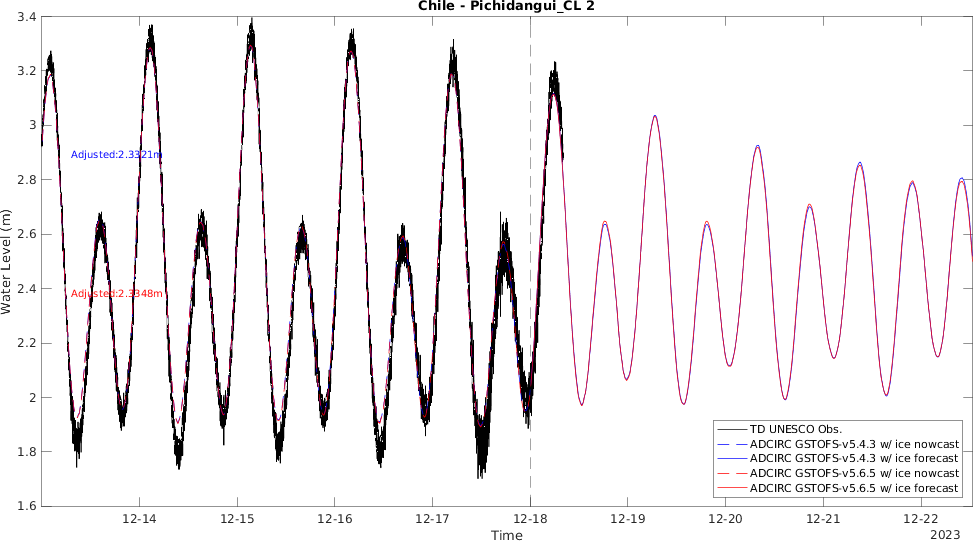 Chile - Pichidangui_CL 2
3.4
3.2
3
2.8
2.6
2.4
2.2
2
1.8
1.6
Water Level (m)
Adjusted:2.3321m
Adjusted:2.3348m
TD UNESCO Obs.
ADCIRC GSTOFS-v5.4.3 w/ ice nowcast
ADCIRC GSTOFS-v5.4.3 w/ ice forecast
ADCIRC GSTOFS-v5.6.5 w/ ice nowcast
ADCIRC GSTOFS-v5.6.5 w/ ice forecast
12-14 12-15 12-16 12-17 12-18 12-19 12-20 12-21 12-22
Time
2023